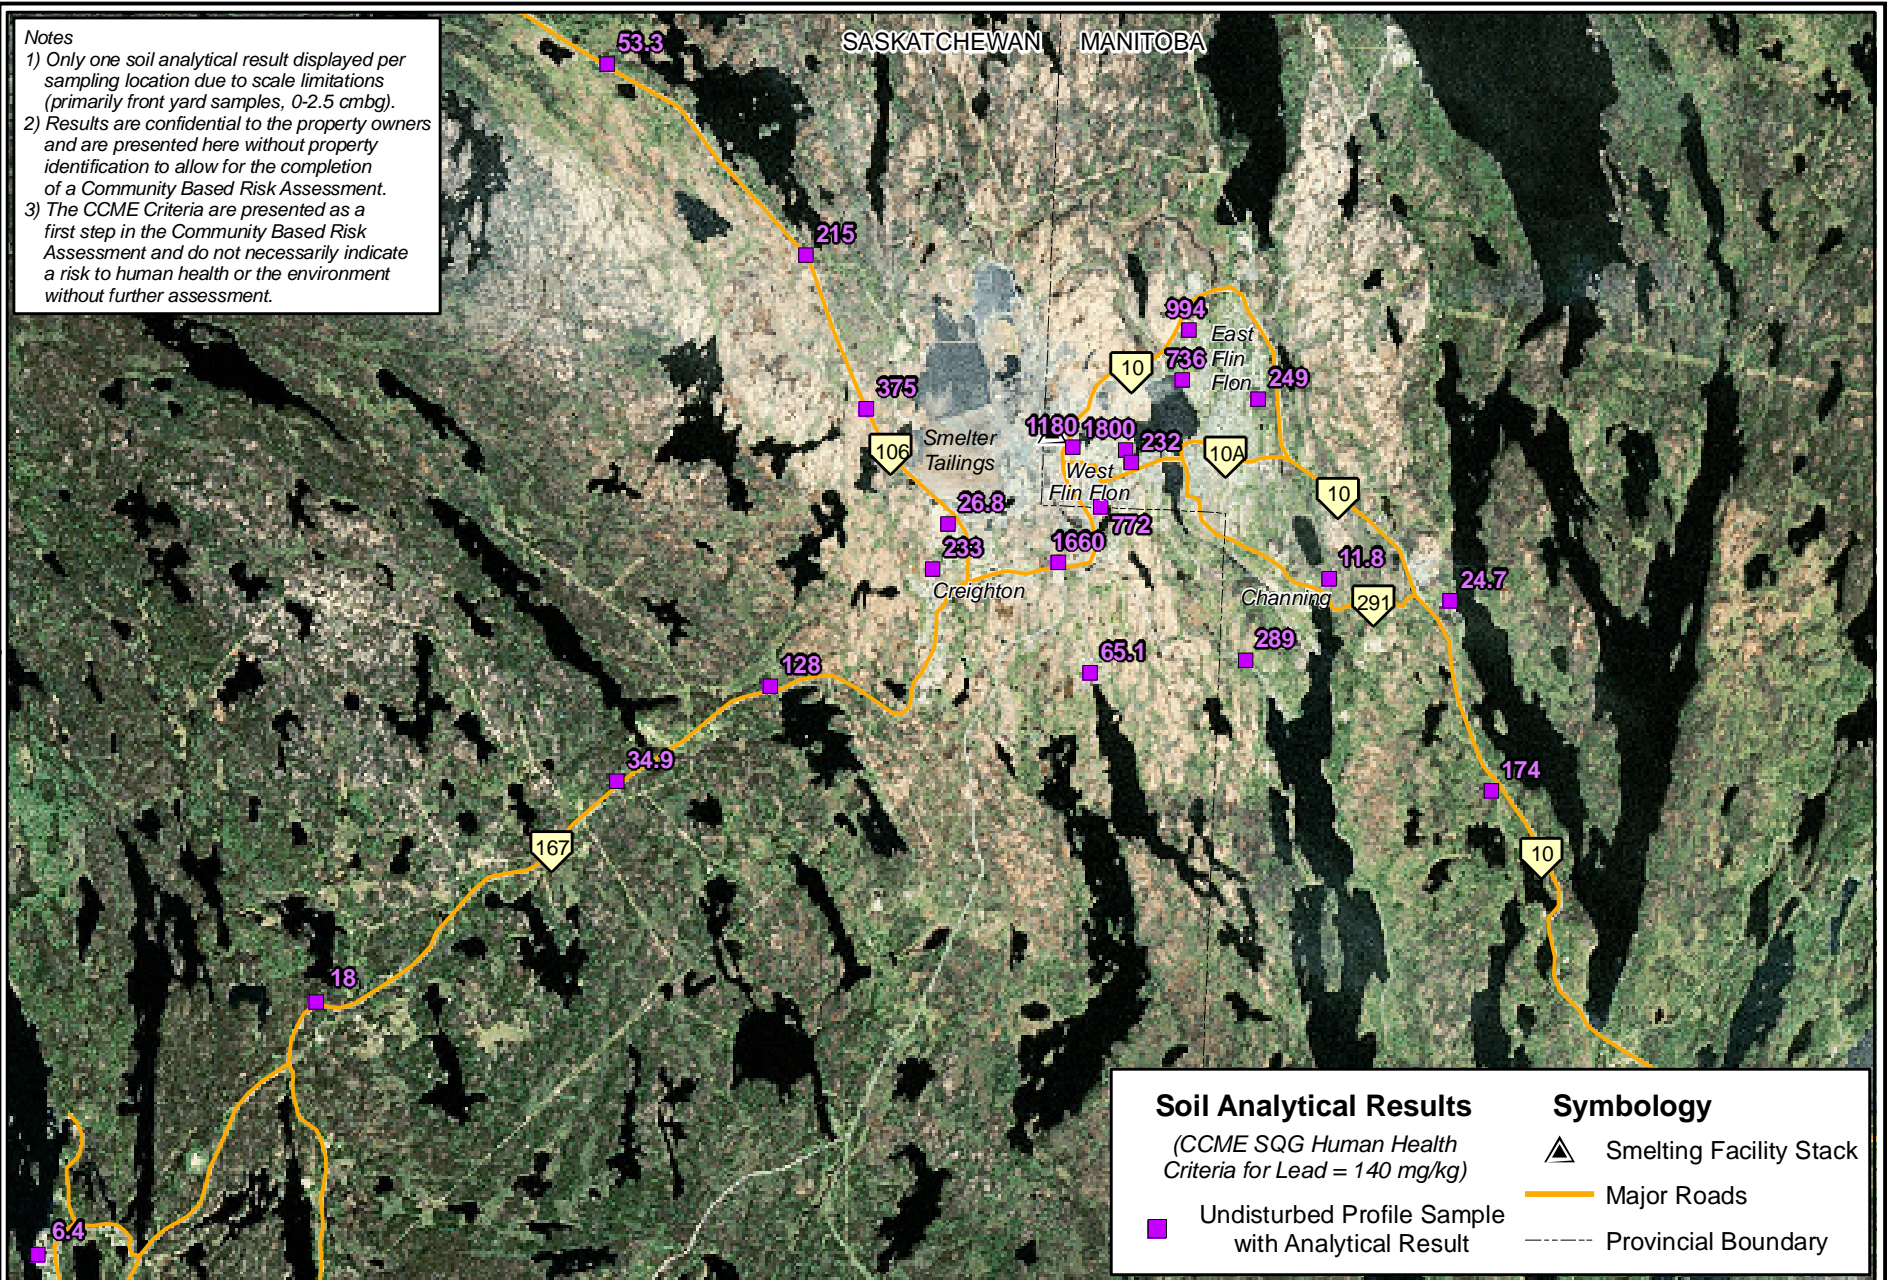 Notes
1) Only one soil analytical result displayed per
sampling location due to scale limitations
(primarily front yard samples, 0-2.5 cmbg).
2) Results are confidential to the property owners
and are presented here without property
identification to allow for the completion
of a Community Based Risk Assessment.
3) The CCME Criteria are presented as a
first step in the Community Based Risk
Assessment and do not necessarily indicate
a risk to human health or the environment
without further assessment.
SASKATCHEWAN MANITOBA
53.3
215
994
East
Flin
Flon
10
736
249
375
1180
1800
232
106
Smelter
Tailings
10A
West
Flin Flon
10
26.8
772
233
1660
11.8
Creighton
Channing
291
24.7
289
65.1
128
34.9
174
167
10
18
6.4
Soil Analytical Results
(CCME SQG Human Health
Criteria for Lead = 140 mg/kg)
Undisturbed Profile Sample
with Analytical Result
Symbology
Smelting Facility Stack
Major Roads
Provincial Boundary